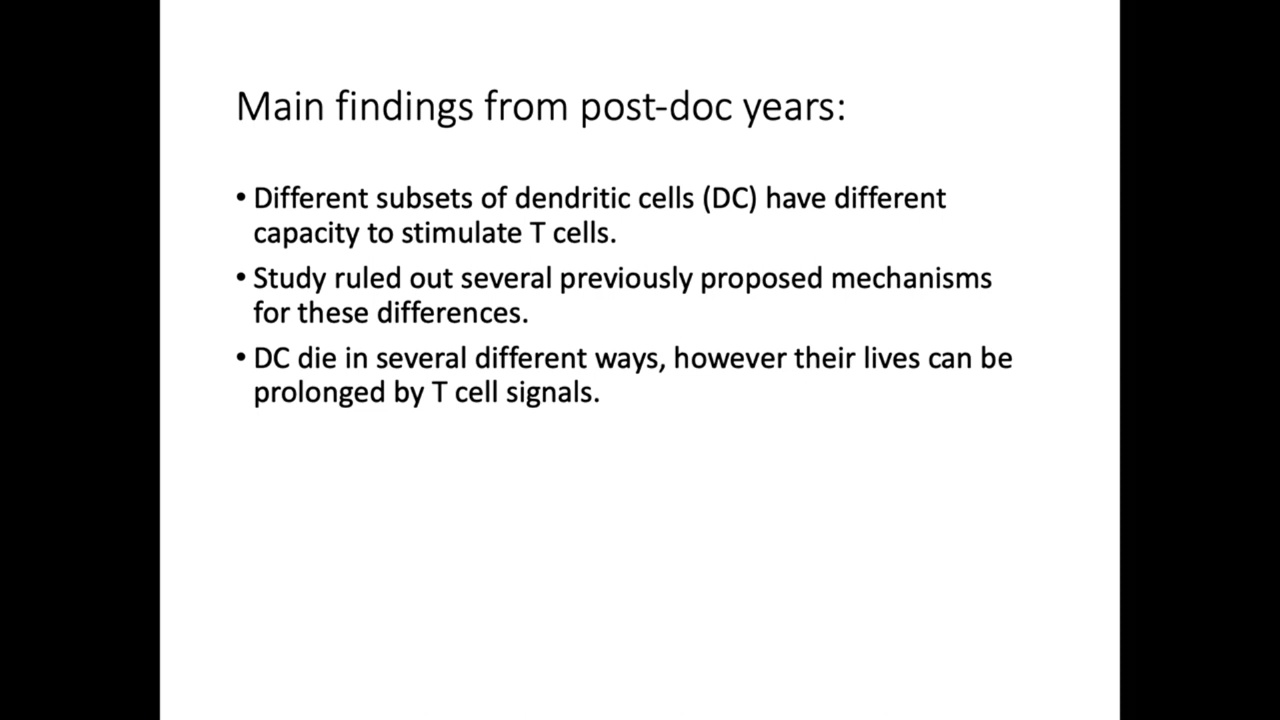 Main findings from post-doc years:
• Different subsets of dendritic cells (DC) have different
capacity to stimulate T cells.
• Study ruled out several previously proposed mechanisms
for these differences.
• DC die in several different ways, however their lives can be
prolonged by T cell signals.